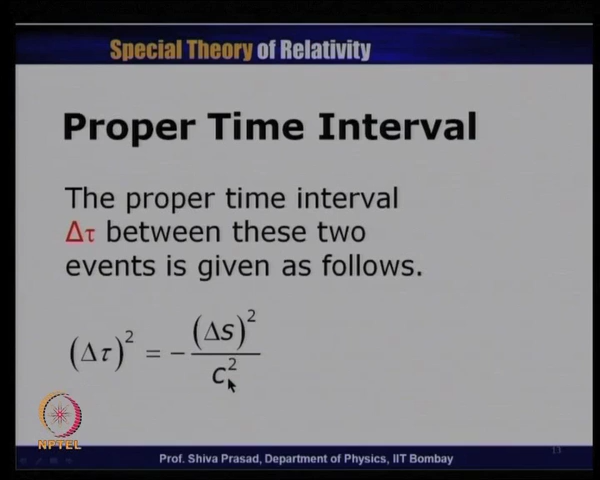 Special Theory of Relativity
Proper Time Interval
The proper time interval
Δτ between these two
events is given as follows.
(Δτ)² = −(Δs)²/c²
NPTEL
13
Prof. Shiva Prasad, Department of Physics, IIT Bombay